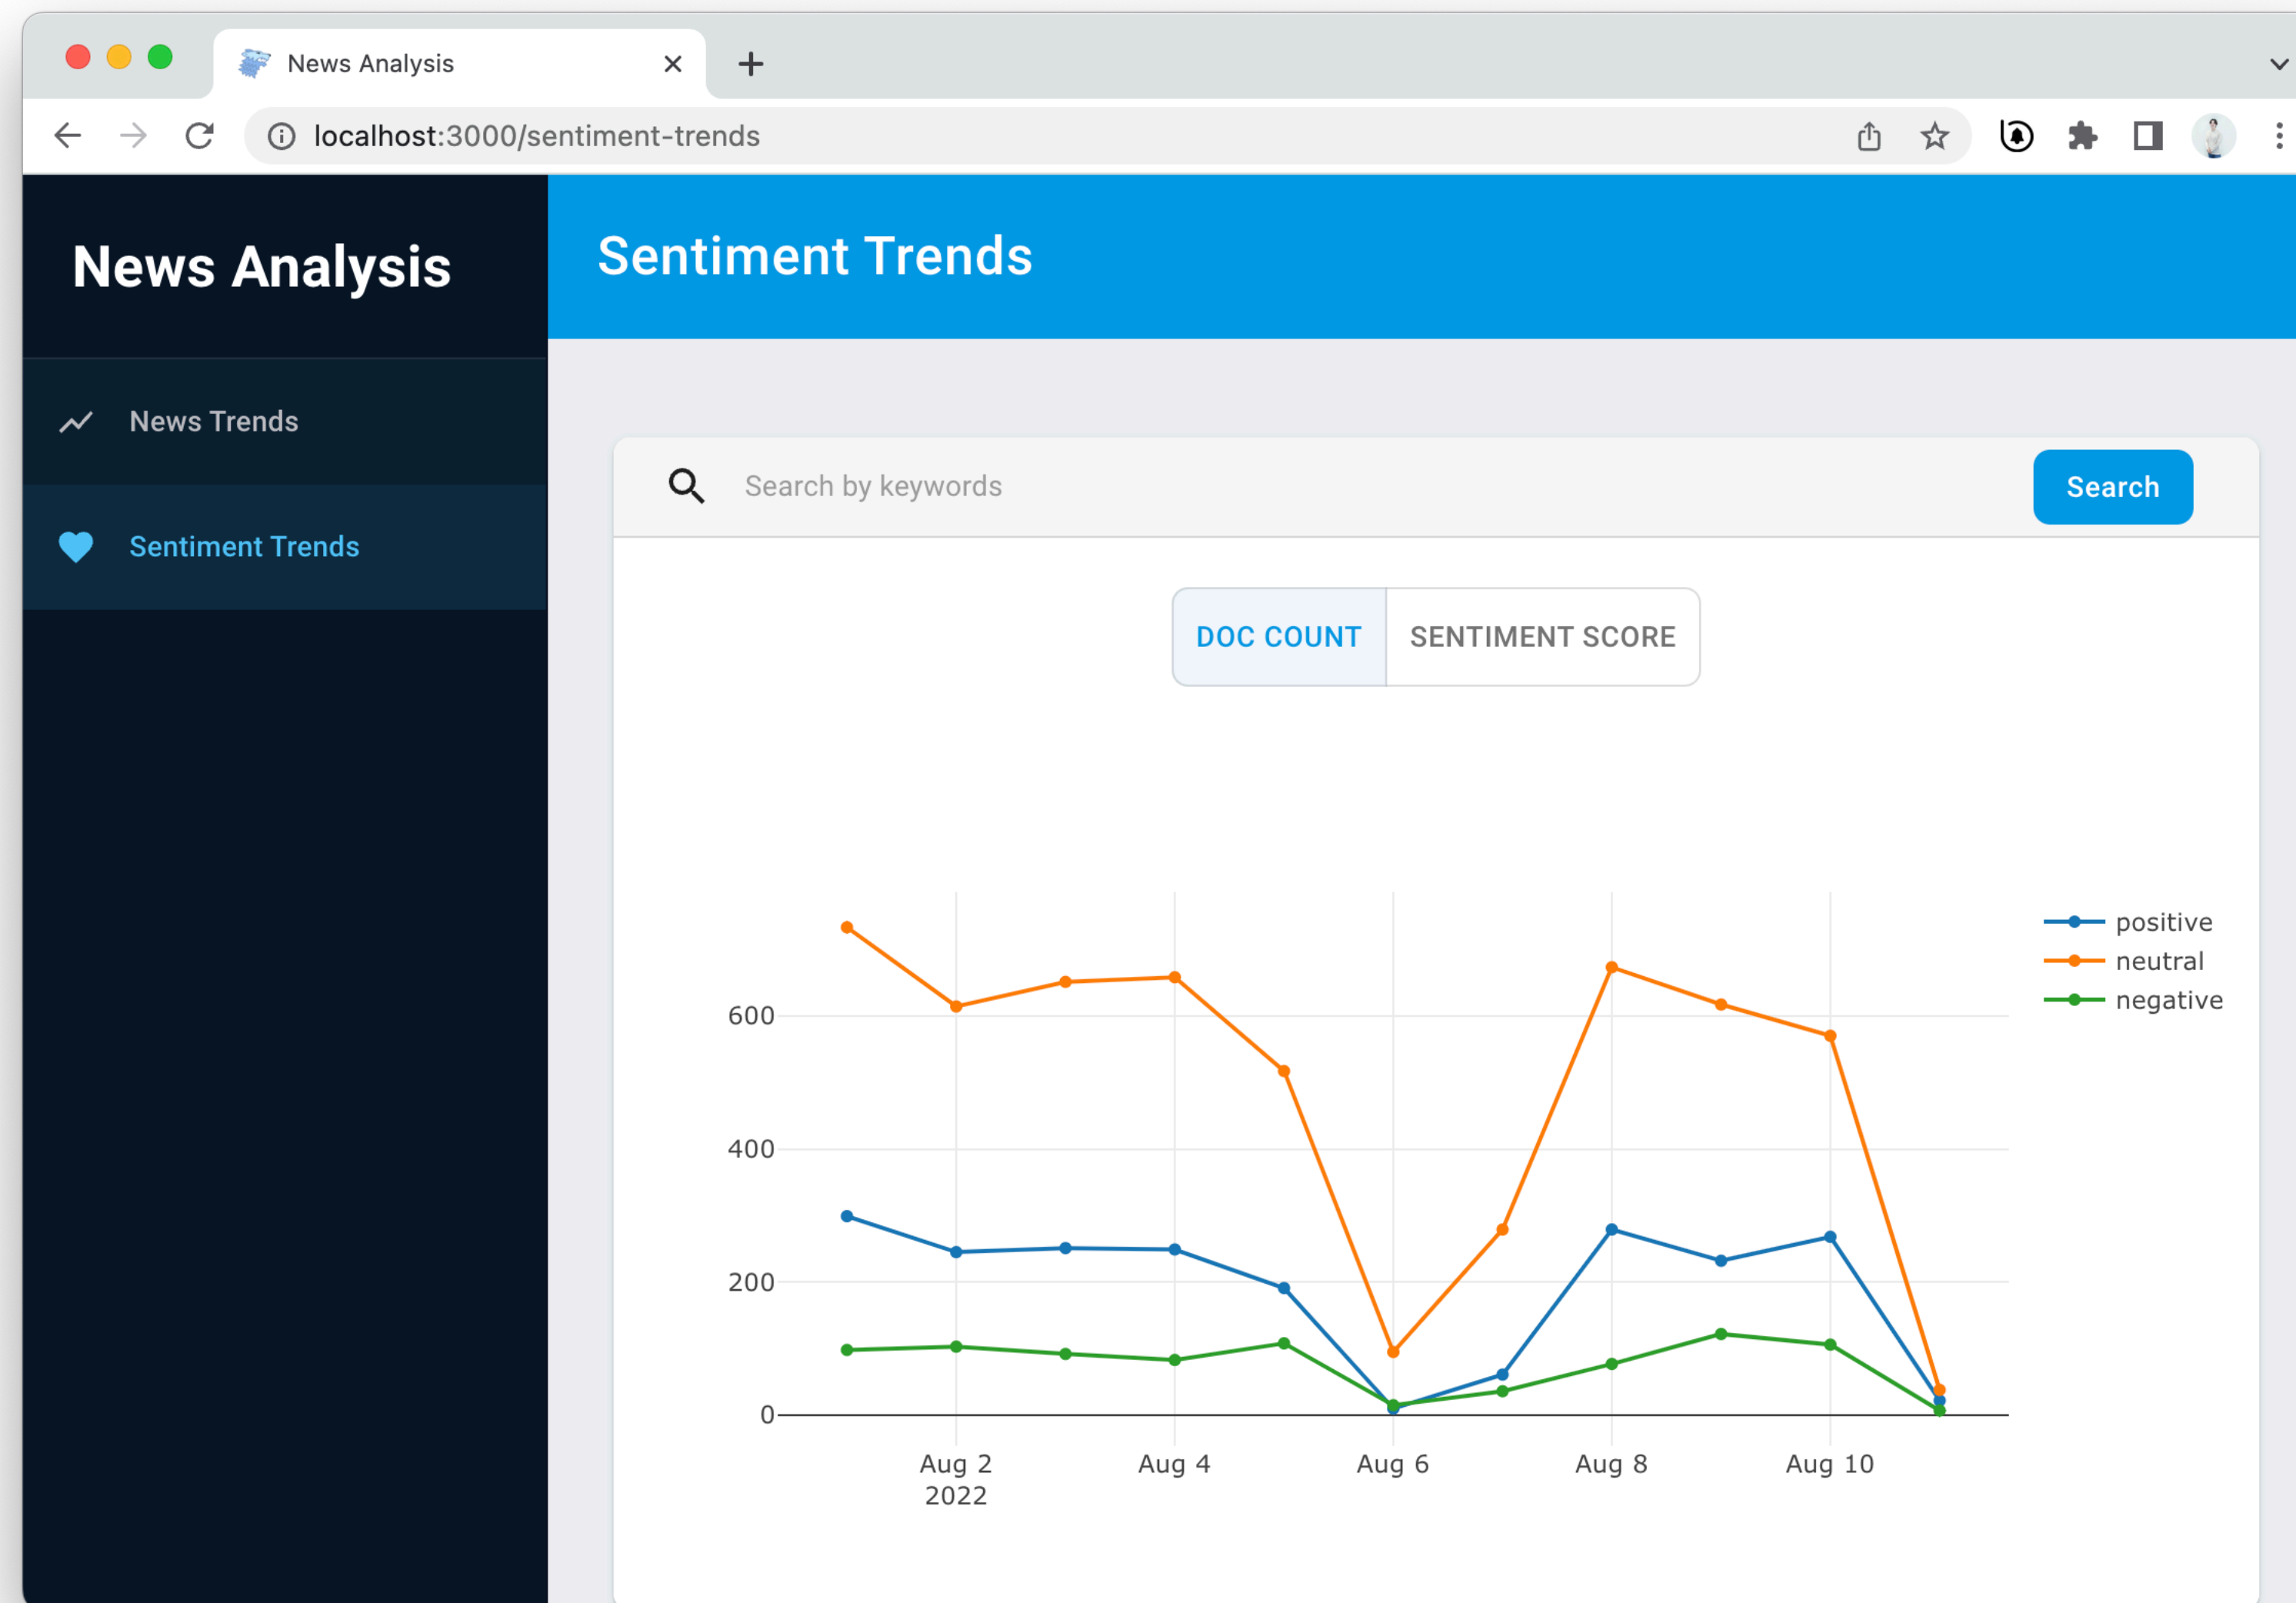 News Analysis
localhost:3000/sentiment-trends
News Analysis
Sentiment Trends
News Trends
Sentiment Trends
Search by keywords
Search
DOC COUNT
SENTIMENT SCORE
positive
neutral
negative
600
400
200
0
Aug 2
2022
Aug 4
Aug 6
Aug 8
Aug 10